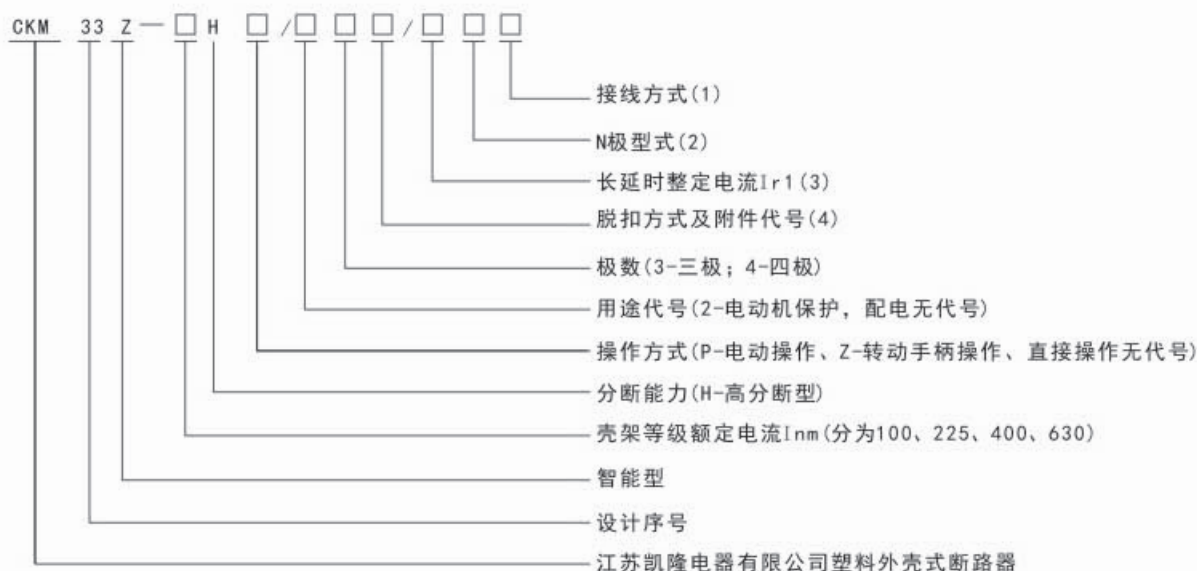 CKM 33 Z—□ H □/□ □ □/□ □ □
接线方式(1)
N极型式(2)
长延时整定电流Ir1(3)
脱扣方式及附件代号(4)
极数(3-三极；4-四极)
用途代号(2-电动机保护，配电无代号)
操作方式(P-电动操作、Z-转动手柄操作、直接操作无代号)
分断能力(H-高分断型)
壳架等级额定电流Inm(分为100、225、400、630)
智能型
设计序号
江苏凯隆电器有限公司塑料外壳式断路器